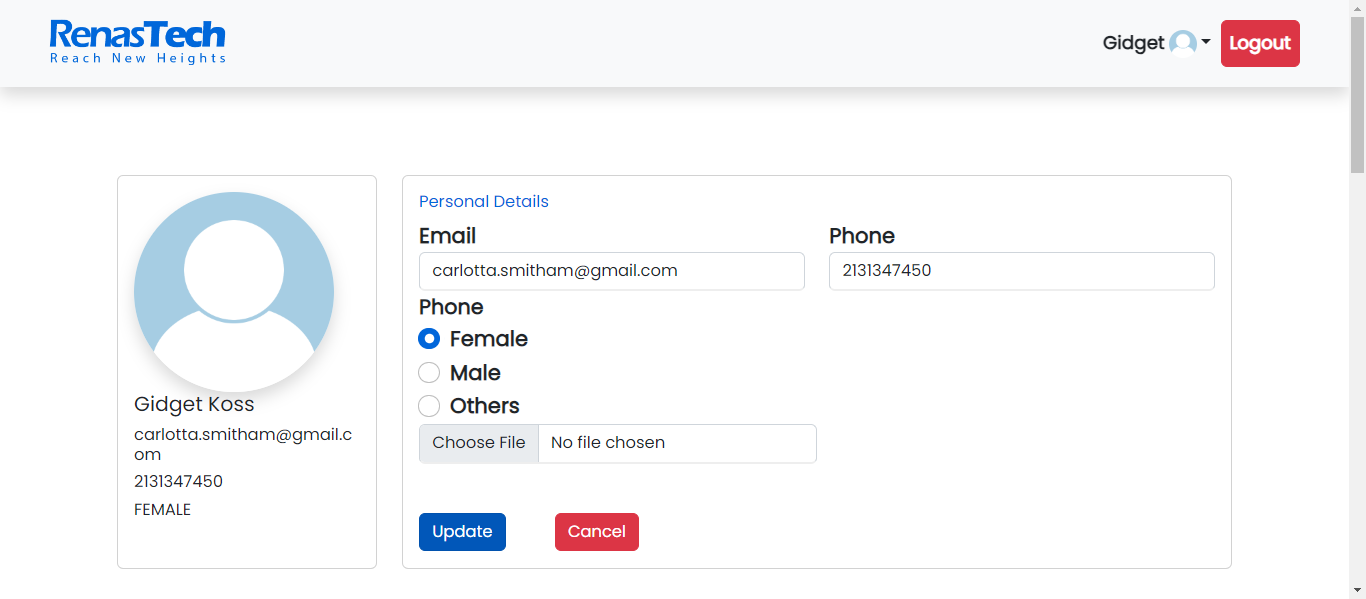 RenasTech
Reach New Heights
Gidget
Logout
Gidget Koss
carlotta.smitham@gmail.c
om
2131347450
FEMALE
Personal Details
Email
Phone
carlotta.smitham@gmail.com
2131347450
Phone
Female
Male
Others
Choose File
No file chosen
Update
Cancel